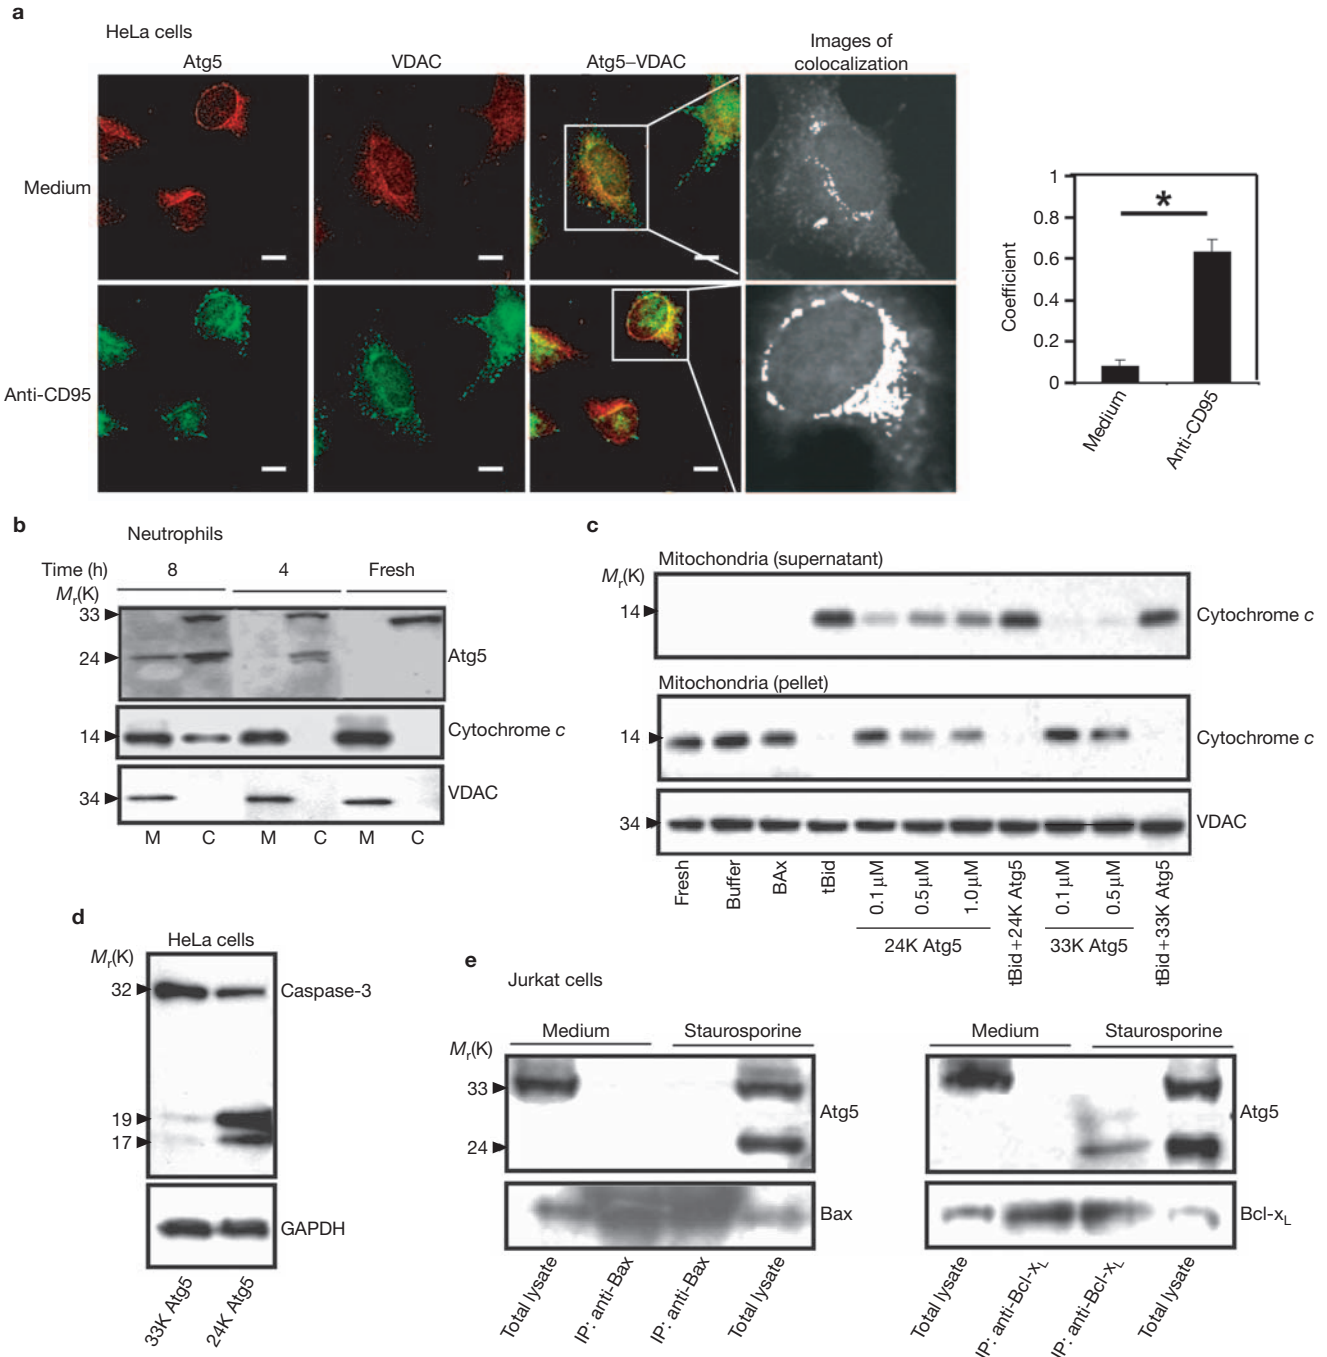 a
HeLa cells
Atg5
VDAC
Atg5–VDAC
Images of
colocalization
Medium
Anti-CD95
Coefficient
1
0.8
0.6
0.4
0.2
0
*
Medium
Anti-CD95
b
Neutrophils
Time (h)
8
4
Fresh
Mr(K)
33
24
Atg5
14
Cytochrome c
34
VDAC
M
C
M
C
M
C
c
Mitochondria (supernatant)
Mr(K)
14
Cytochrome c
Mitochondria (pellet)
14
Cytochrome c
34
VDAC
Fresh
Buffer
BAx
tBid
0.1 µM
0.5 µM
1.0 µM
24K Atg5
tBid + 24K Atg5
0.1 µM
0.5 µM
33K Atg5
tBid + 33K Atg5
d
HeLa cells
Mr(K)
32
Caspase-3
19
17
GAPDH
33K Atg5
24K Atg5
e
Jurkat cells
Medium
Staurosporine
Mr(K)
33
24
Atg5
Bax
Total lysate
IP: anti-Bax
IP: anti-Bax
Total lysate
Medium
Staurosporine
Atg5
Bcl-xL
Total lysate
IP: anti-Bcl-xL
IP: anti-Bcl-xL
Total lysate